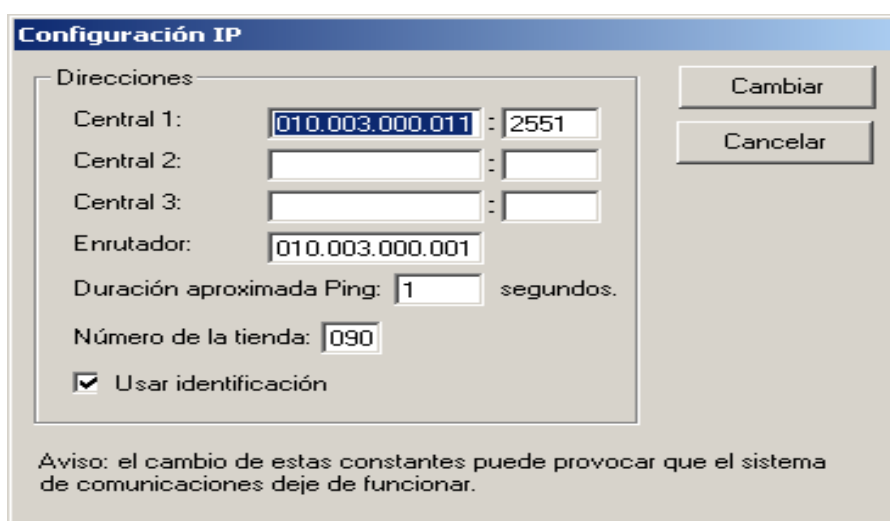 Configuración IP
Direcciones
Central 1: 010.003.000.011 : 2551
Central 2: :
Central 3: :
Enrutador: 010.003.000.001
Duración aproximada Ping: 1 segundos.
Número de la tienda: 090
Usar identificación
Cambiar
Cancelar
Aviso: el cambio de estas constantes puede provocar que el sistema
de comunicaciones deje de funcionar.